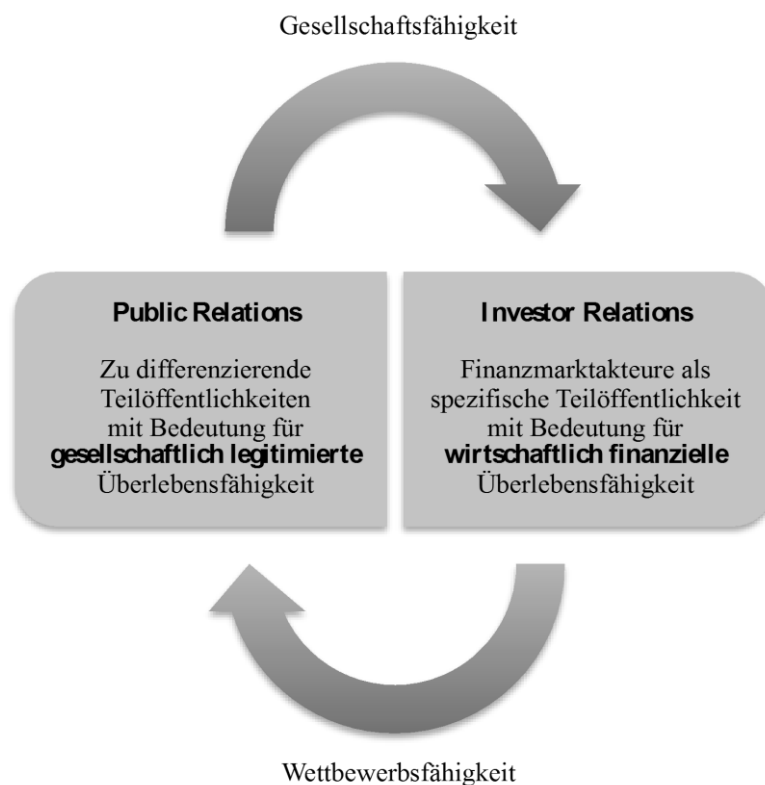 Gesellschaftsfähigkeit
Public Relations
Zu differenzierende
Teilöffentlichkeiten
mit Bedeutung für
gesellschaftlich legitimierte
Überlebensfähigkeit
Investor Relations
Finanzmarktakteure als
spezifische Teilöffentlichkeit
mit Bedeutung für
wirtschaftlich finanzielle
Überlebensfähigkeit
Wettbewerbsfähigkeit